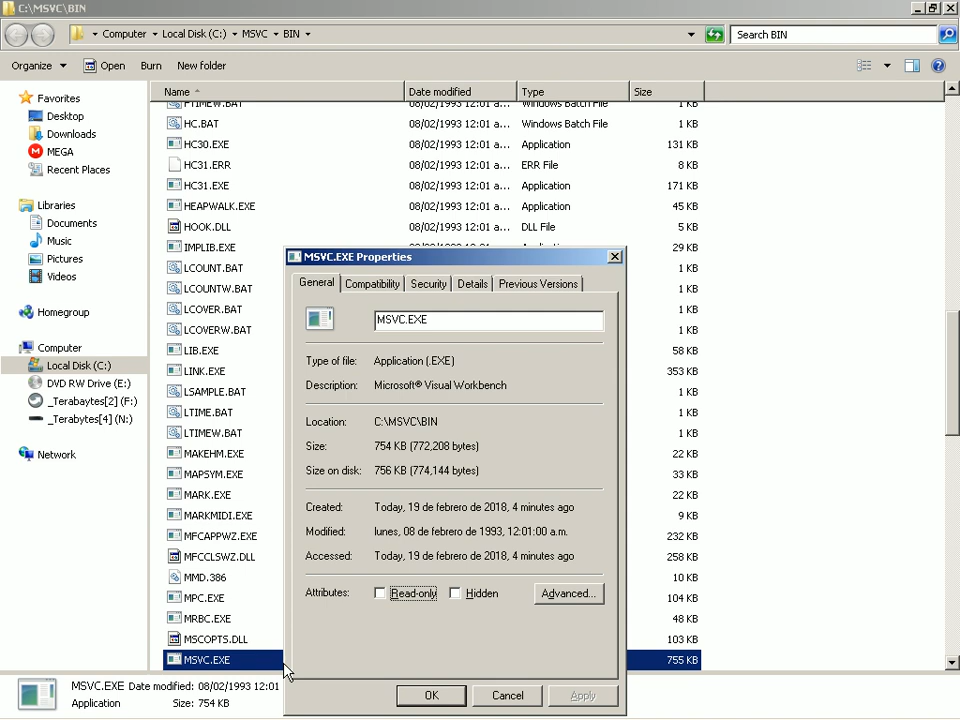 C:\MSVC\BIN
Computer Local Disk (C:) MSVC BIN Search BIN
Organize Open Burn New folder
Name Date modified Type Size
Favorites
Desktop
Downloads
MEGA
Recent Places
Libraries
Documents
Music
Pictures
Videos
Homegroup
Computer
Local Disk (C:)
DVD RW Drive (E:)
_Terabaytes[2] (F:)
_Terabytes[4] (N:)
Network
PTIMEW.BAT 08/02/1993 12:01 a... Windows Batch File 1 KB
HC.BAT 08/02/1993 12:01 a... Windows Batch File 1 KB
HC30.EXE 08/02/1993 12:01 a... Application 131 KB
HC31.ERR 08/02/1993 12:01 a... ERR File 8 KB
HC31.EXE 08/02/1993 12:01 a... Application 171 KB
HEAPWALK.EXE 08/02/1993 12:01 a... Application 45 KB
HOOK.DLL 08/02/1993 12:01 a... DLL File 5 KB
IMPLIB.EXE 29 KB
LCOUNT.BAT 1 KB
LCOUNTW.BAT 1 KB
LCOVER.BAT 1 KB
LCOVERW.BAT 1 KB
LIB.EXE 58 KB
LINK.EXE 353 KB
LSAMPLE.BAT 1 KB
LTIME.BAT 1 KB
LTIMEW.BAT 1 KB
MAKEHM.EXE 22 KB
MAPSYM.EXE 33 KB
MARK.EXE 22 KB
MARKMIDI.EXE 9 KB
MFCAPPWZ.EXE 232 KB
MFCCLSWZ.DLL 258 KB
MMD.386 10 KB
MPC.EXE 104 KB
MRBC.EXE 48 KB
MSCOPTS.DLL 103 KB
MSVC.EXE 755 KB
MSVC.EXE Properties
General Compatibility Security Details Previous Versions
MSVC.EXE
Type of file: Application (.EXE)
Description: Microsoft® Visual Workbench
Location: C:\MSVC\BIN
Size: 754 KB (772,208 bytes)
Size on disk: 756 KB (774,144 bytes)
Created: Today, 19 de febrero de 2018, 4 minutes ago
Modified: lunes, 08 de febrero de 1993, 12:01:00 a.m.
Accessed: Today, 19 de febrero de 2018, 4 minutes ago
Attributes: Read-only Hidden Advanced...
OK Cancel Apply
MSVC.EXE Date modified: 08/02/1993 12:01
Application Size: 754 KB